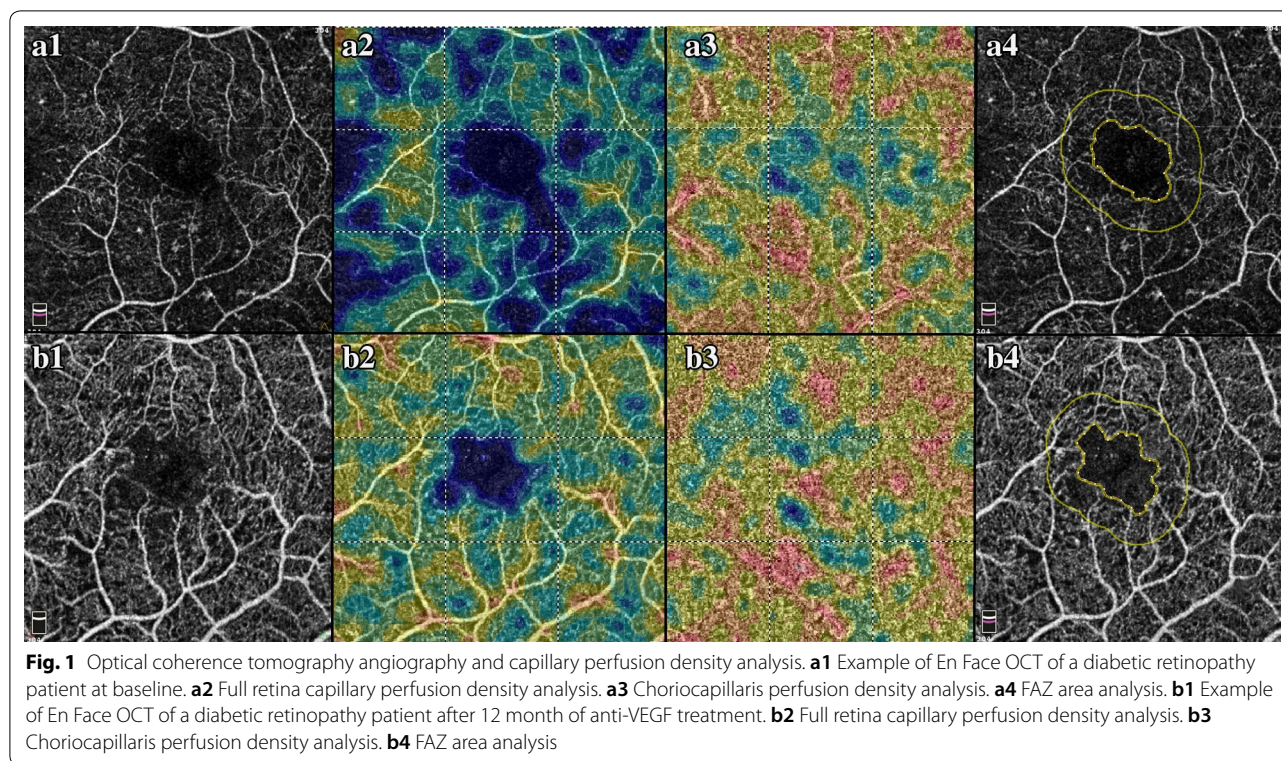 a1
a2
a3
a4
304
304
b1
b2
b3
b4
Fig. 1 Optical coherence tomography angiography and capillary perfusion density analysis. a1 Example of En Face OCT of a diabetic retinopathy
patient at baseline. a2 Full retina capillary perfusion density analysis. a3 Choriocapillaris perfusion density analysis. a4 FAZ area analysis. b1 Example
of En Face OCT of a diabetic retinopathy patient after 12 month of anti-VEGF treatment. b2 Full retina capillary perfusion density analysis. b3
Choriocapillaris perfusion density analysis. b4 FAZ area analysis